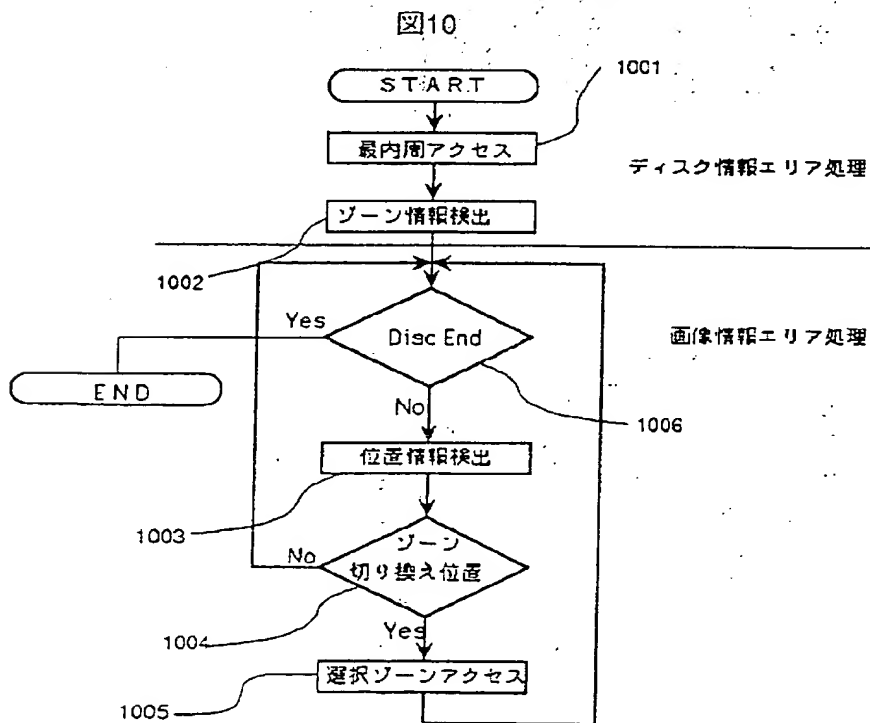 図10
START
1001
最内周アクセス
ディスク情報エリア処理
ゾーン情報検出
1002
Yes
Disc End
画像情報エリア処理
END
No
1006
位置情報検出
1003
No
ゾーン
切り換え位置
1004
Yes
選択ゾーンアクセス
1005